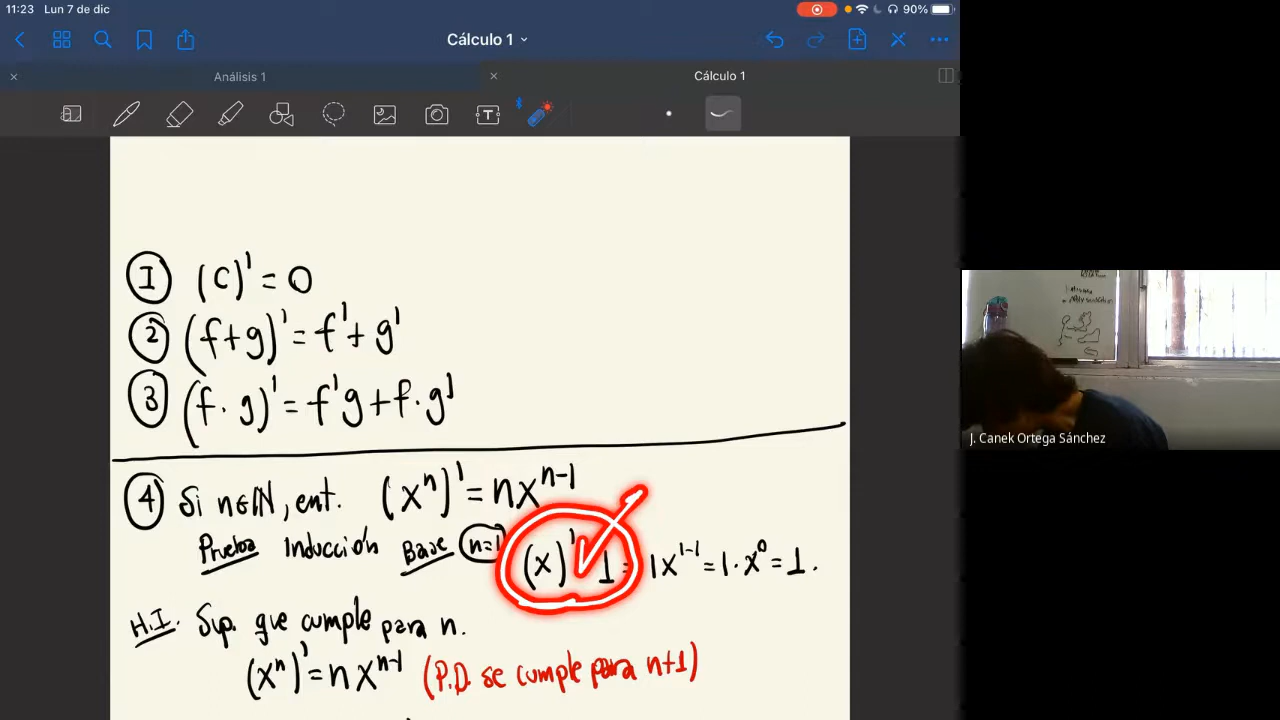 11:23 Lun 7 de dic 90%
Cálculo 1
Análisis 1 Cálculo 1
T
① (C)' = 0
② (f+g)' = f' + g'
③ (f · g)' = f'g + f · g'
④ Si n∈ℕ, ent. (xⁿ)' = nxⁿ⁻¹
Prueba Inducción Base n=1 (x)' 1 = 1x¹⁻¹ = 1 · x⁰ = 1.
H.I. Sup. que cumple para n.
(xⁿ)' = nxⁿ⁻¹ (P.D. se cumple para n+1)
J. Canek Ortega Sánchez